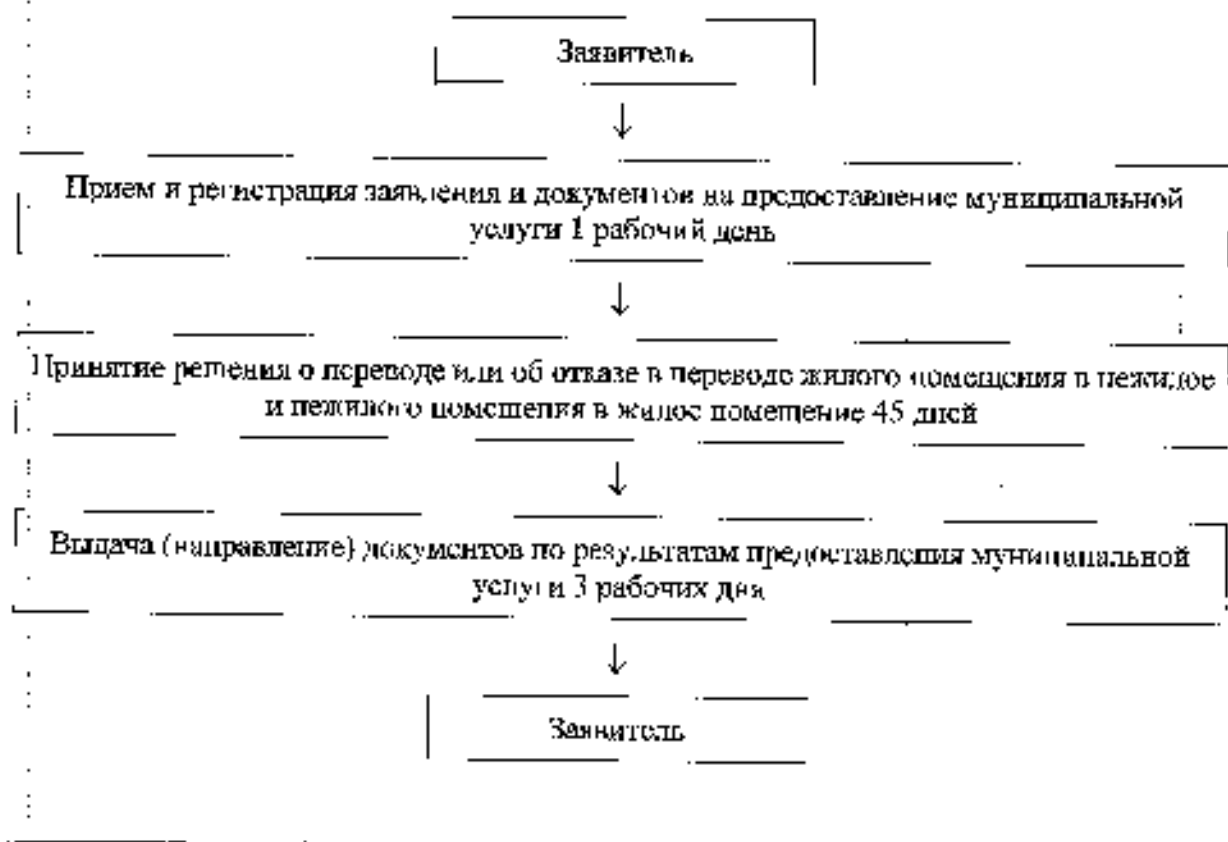 Заявитель
Прием и регистрация заявления и документов на предоставление муниципальной
услуги 1 рабочий день
Принятие решения о переводе или об отказе в переводе жилого помещения в нежилое
и нежилого помещения в жилое помещение 45 дней
Выдача (направление) документов по результатам предоставления муниципальной
услуги 3 рабочих дня
Заявитель